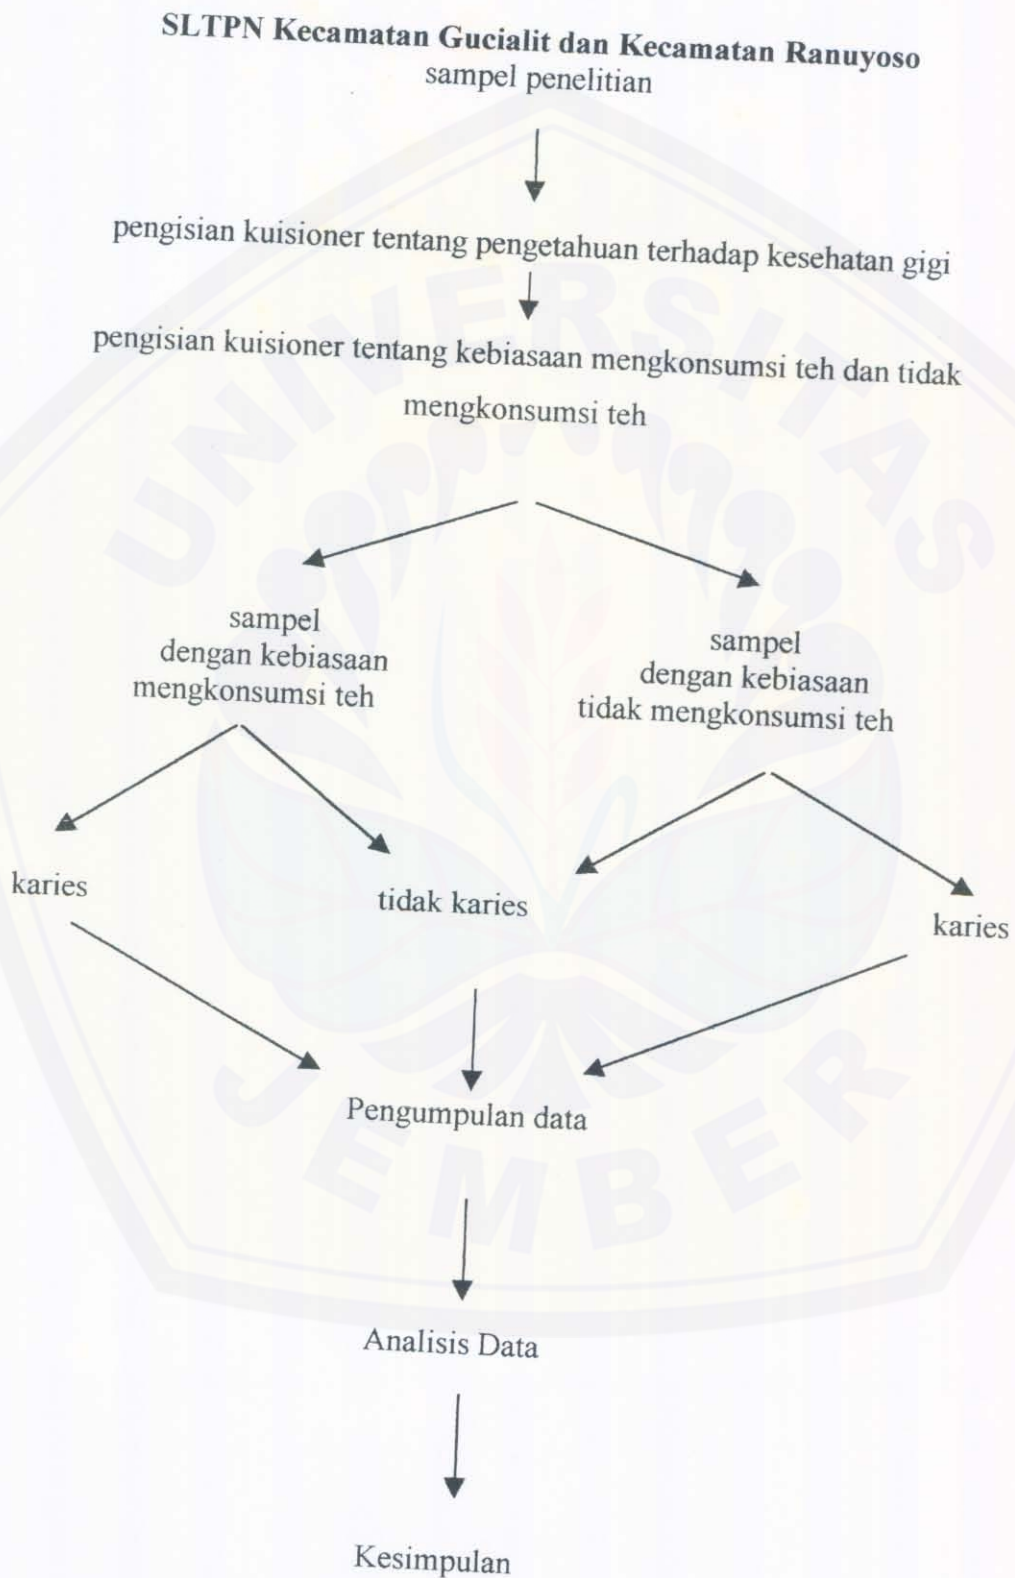 SLTPN Kecamatan Gucialit dan Kecamatan Ranuyoso
sampel penelitian
pengisian kuisioner tentang pengetahuan terhadap kesehatan gigi
pengisian kuisioner tentang kebiasaan mengkonsumsi teh dan tidak
mengkonsumsi teh
sampel
dengan kebiasaan
mengkonsumsi teh
sampel
dengan kebiasaan
tidak mengkonsumsi teh
karies
tidak karies
karies
Pengumpulan data
Analisis Data
Kesimpulan
UNIVERSITAS
JEMBER